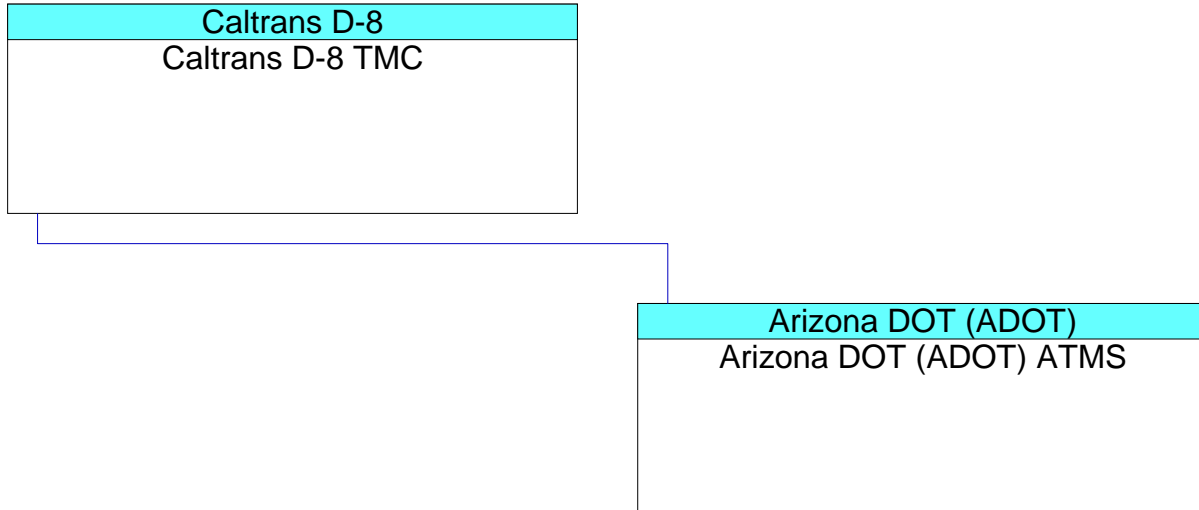 Caltrans D-8
Caltrans D-8 TMC
Arizona DOT (ADOT)
Arizona DOT (ADOT) ATMS